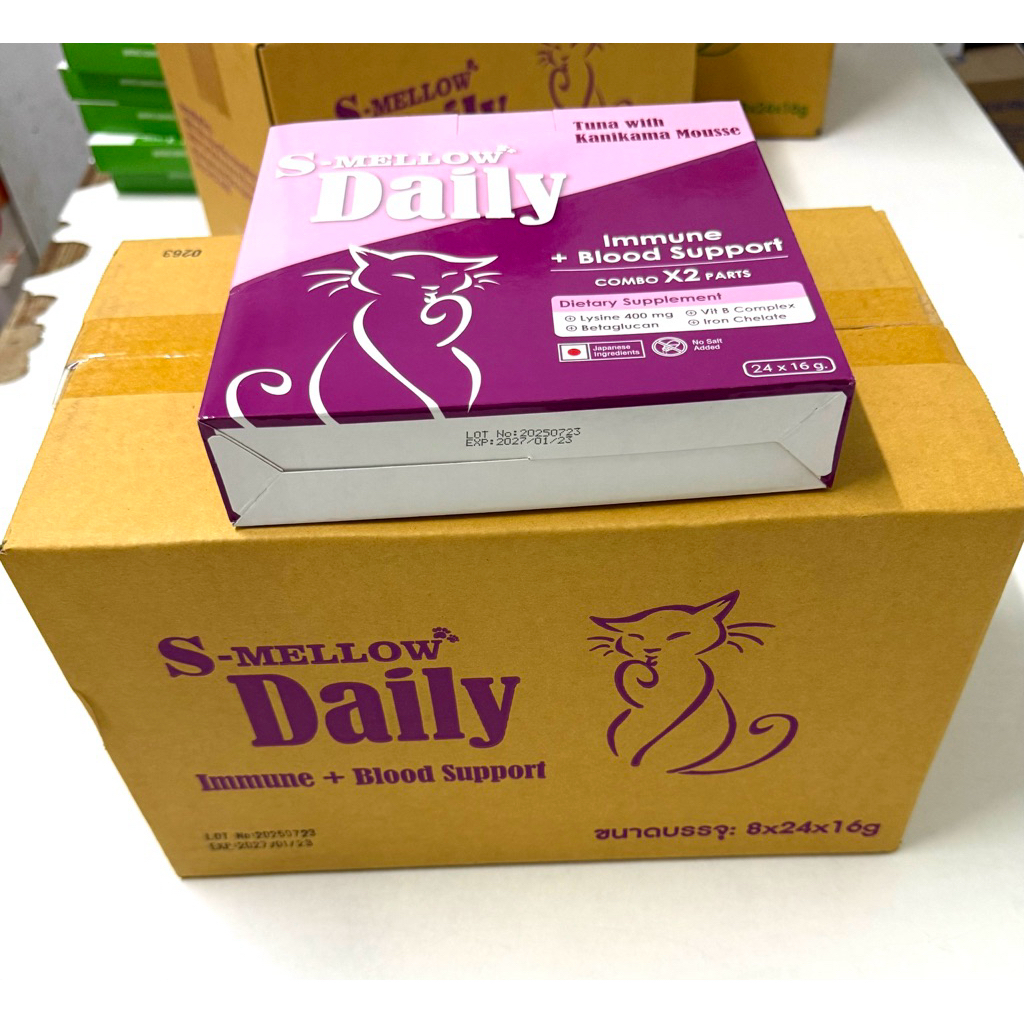 S-MELLOW
Daily
8x24x16g
Tuna with
Kanikama Mousse
S-MELLOW
Daily
Immune
+ Blood Support
COMBO X2 PARTS
Dietary Supplement
Lysine 400 mg
Vit B Complex
Betaglucan
Iron Chelate
Japanese
Ingredients
No Salt
Added
24 x 16 g.
LOT No:20250723
EXP:2027/01/23
0263
S-MELLOW
Daily
Immune + Blood Support
LOT No:20250723
EXP:2027/01/23
ขนาดบรรจุ: 8x24x16g